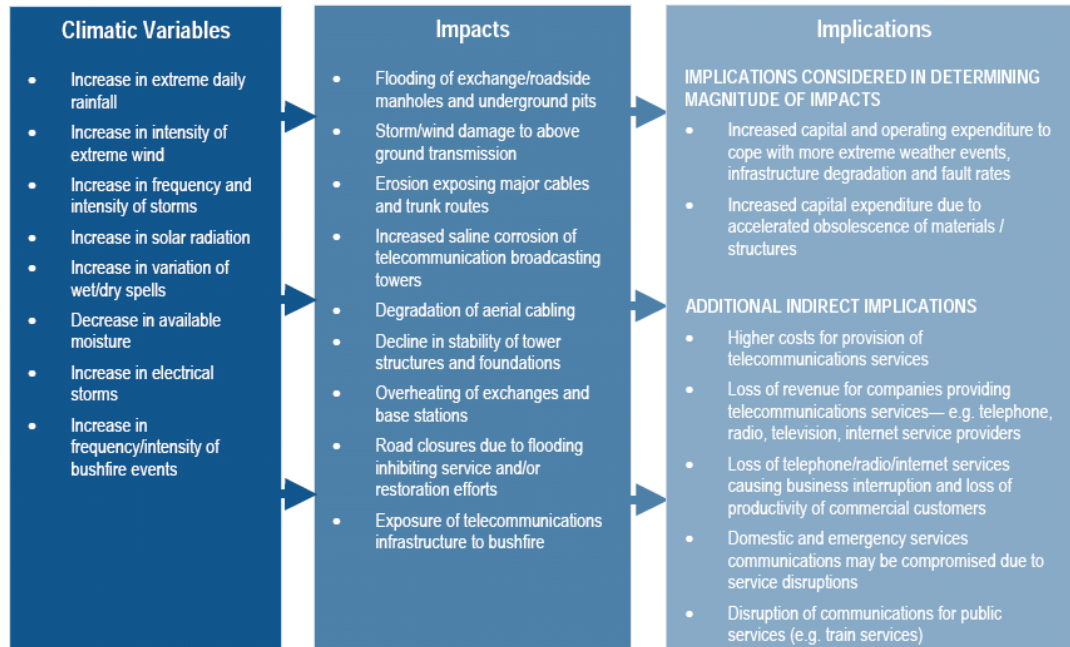 Climatic Variables
• Increase in extreme daily
rainfall
• Increase in intensity of
extreme wind
• Increase in frequency and
intensity of storms
• Increase in solar radiation
• Increase in variation of
wet/dry spells
• Decrease in available
moisture
• Increase in electrical
storms
• Increase in
frequency/intensity of
bushfire events
Impacts
• Flooding of exchange/roadside
manholes and underground pits
• Storm/wind damage to above
ground transmission
• Erosion exposing major cables
and trunk routes
• Increased saline corrosion of
telecommunication broadcasting
towers
• Degradation of aerial cabling
• Decline in stability of tower
structures and foundations
• Overheating of exchanges and
base stations
• Road closures due to flooding
inhibiting service and/or
restoration efforts
• Exposure of telecommunications
infrastructure to bushfire
Implications
IMPLICATIONS CONSIDERED IN DETERMINING
MAGNITUDE OF IMPACTS
• Increased capital and operating expenditure to
cope with more extreme weather events,
infrastructure degradation and fault rates
• Increased capital expenditure due to
accelerated obsolescence of materials /
structures
ADDITIONAL INDIRECT IMPLICATIONS
• Higher costs for provision of
telecommunications services
• Loss of revenue for companies providing
telecommunications services— e.g. telephone,
radio, television, internet service providers
• Loss of telephone/radio/internet services
causing business interruption and loss of
productivity of commercial customers
• Domestic and emergency services
communications may be compromised due to
service disruptions
• Disruption of communications for public
services (e.g. train services)